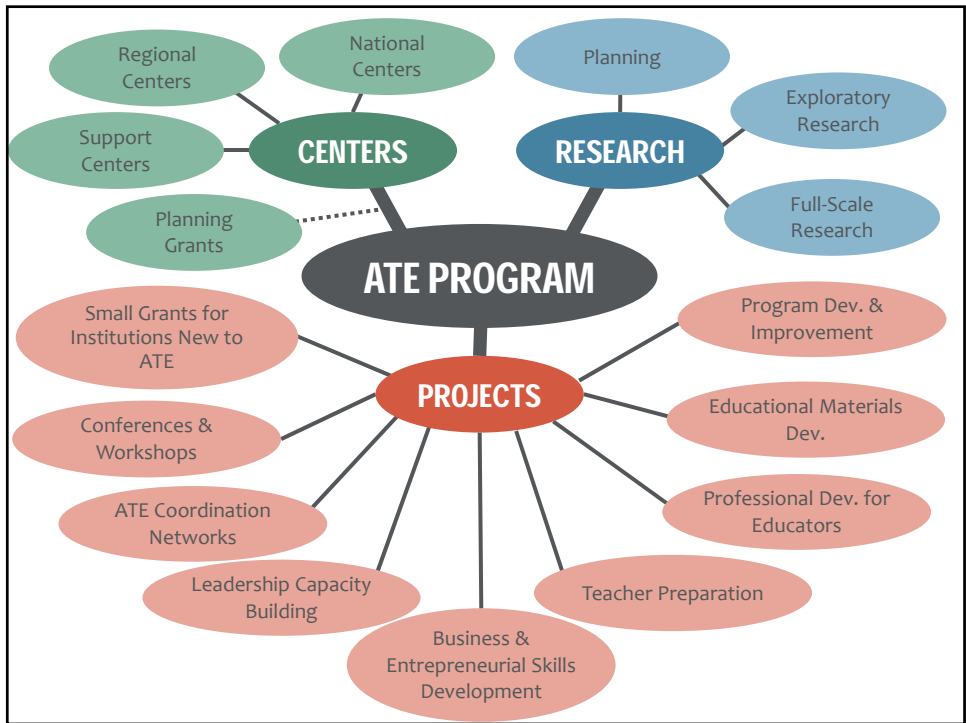 Regional
Centers
National
Centers
Planning
Exploratory
Research
Support
Centers
CENTERS
RESEARCH
Planning
Grants
Full-Scale
Research
ATE PROGRAM
Small Grants for
Institutions New to
ATE
Program Dev. &
Improvement
PROJECTS
Conferences &
Workshops
Educational Materials
Dev.
ATE Coordination
Networks
Professional Dev. for
Educators
Leadership Capacity
Building
Teacher Preparation
Business &
Entrepreneurial Skills
Development